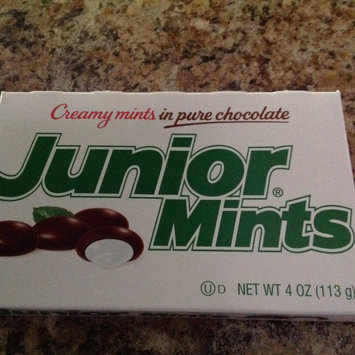 Creamy mints in pure chocolate
Junior
Mints
®
Ⓤ D NET WT 4 OZ (113 g)